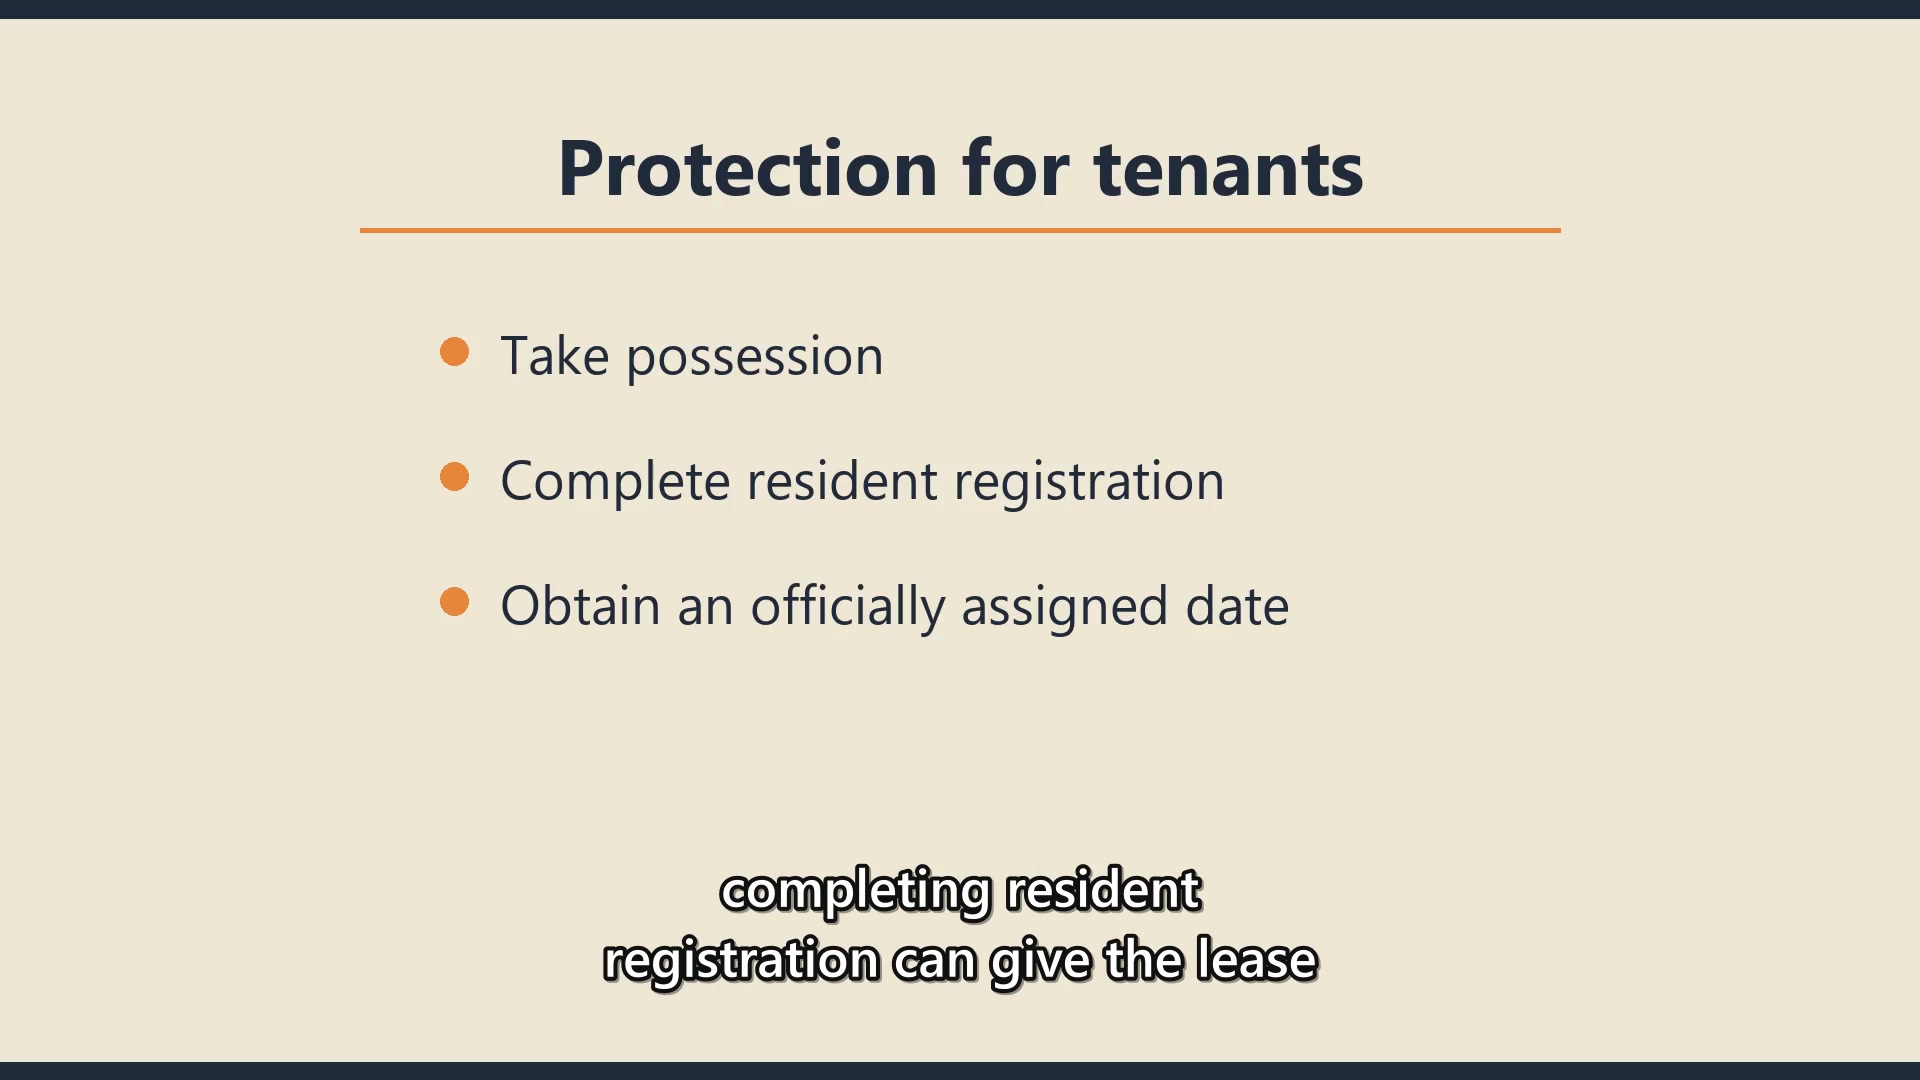 Protection for tenants
Take possession
Complete resident registration
Obtain an officially assigned date
completing resident
registration can give the lease